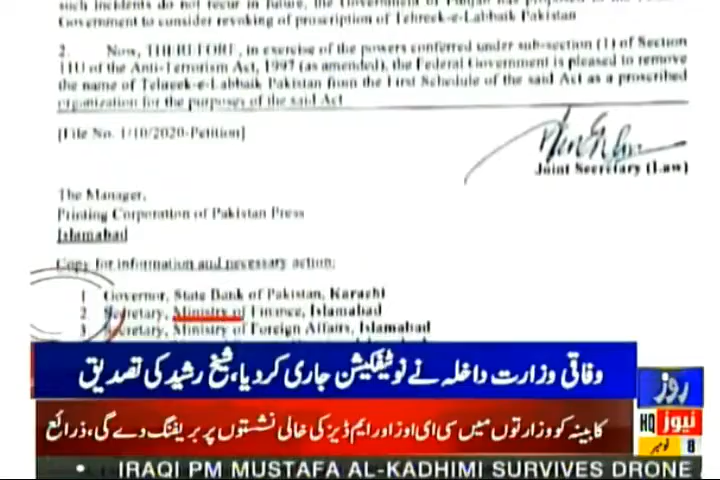 such incidents do not recur in future, the Government of Punjab has proposed to the Federal
Government to consider revoking of proscription of Tehreek-e-Labbaik Pakistan
2. Now, THEREFORE, in exercise of the powers conferred under sub-section (1) of Section
11U of the Anti-Terrorism Act, 1997 (as amended), the Federal Government is pleased to remove
the name of Tehreek-e-Labbaik Pakistan from the First Schedule of the said Act as a proscribed
organization for the purposes of the said Act
[File No. 1/10/2020-Petition]
Joint Secretary (Law)
The Manager,
Printing Corporation of Pakistan Press
Islamabad
Copy for information and necessary action:
1 Governor, State Bank of Pakistan, Karachi
2. Secretary, Ministry of Finance, Islamabad
3 Secretary, Ministry of Foreign Affairs, Islamabad
وفاقی وزارت داخلہ نے نوٹیفکیشن جاری کردیا، شیخ رشید کی تصدیق
کابینہ کو وزارتوں میں سی ای اوز اور ایم ڈیز کی خالی نشستوں پر بریفنگ دے گی، ذرائع
روز
HQ نیوز
8 نومبر
• IRAQI PM MUSTAFA AL-KADHIMI SURVIVES DRONE